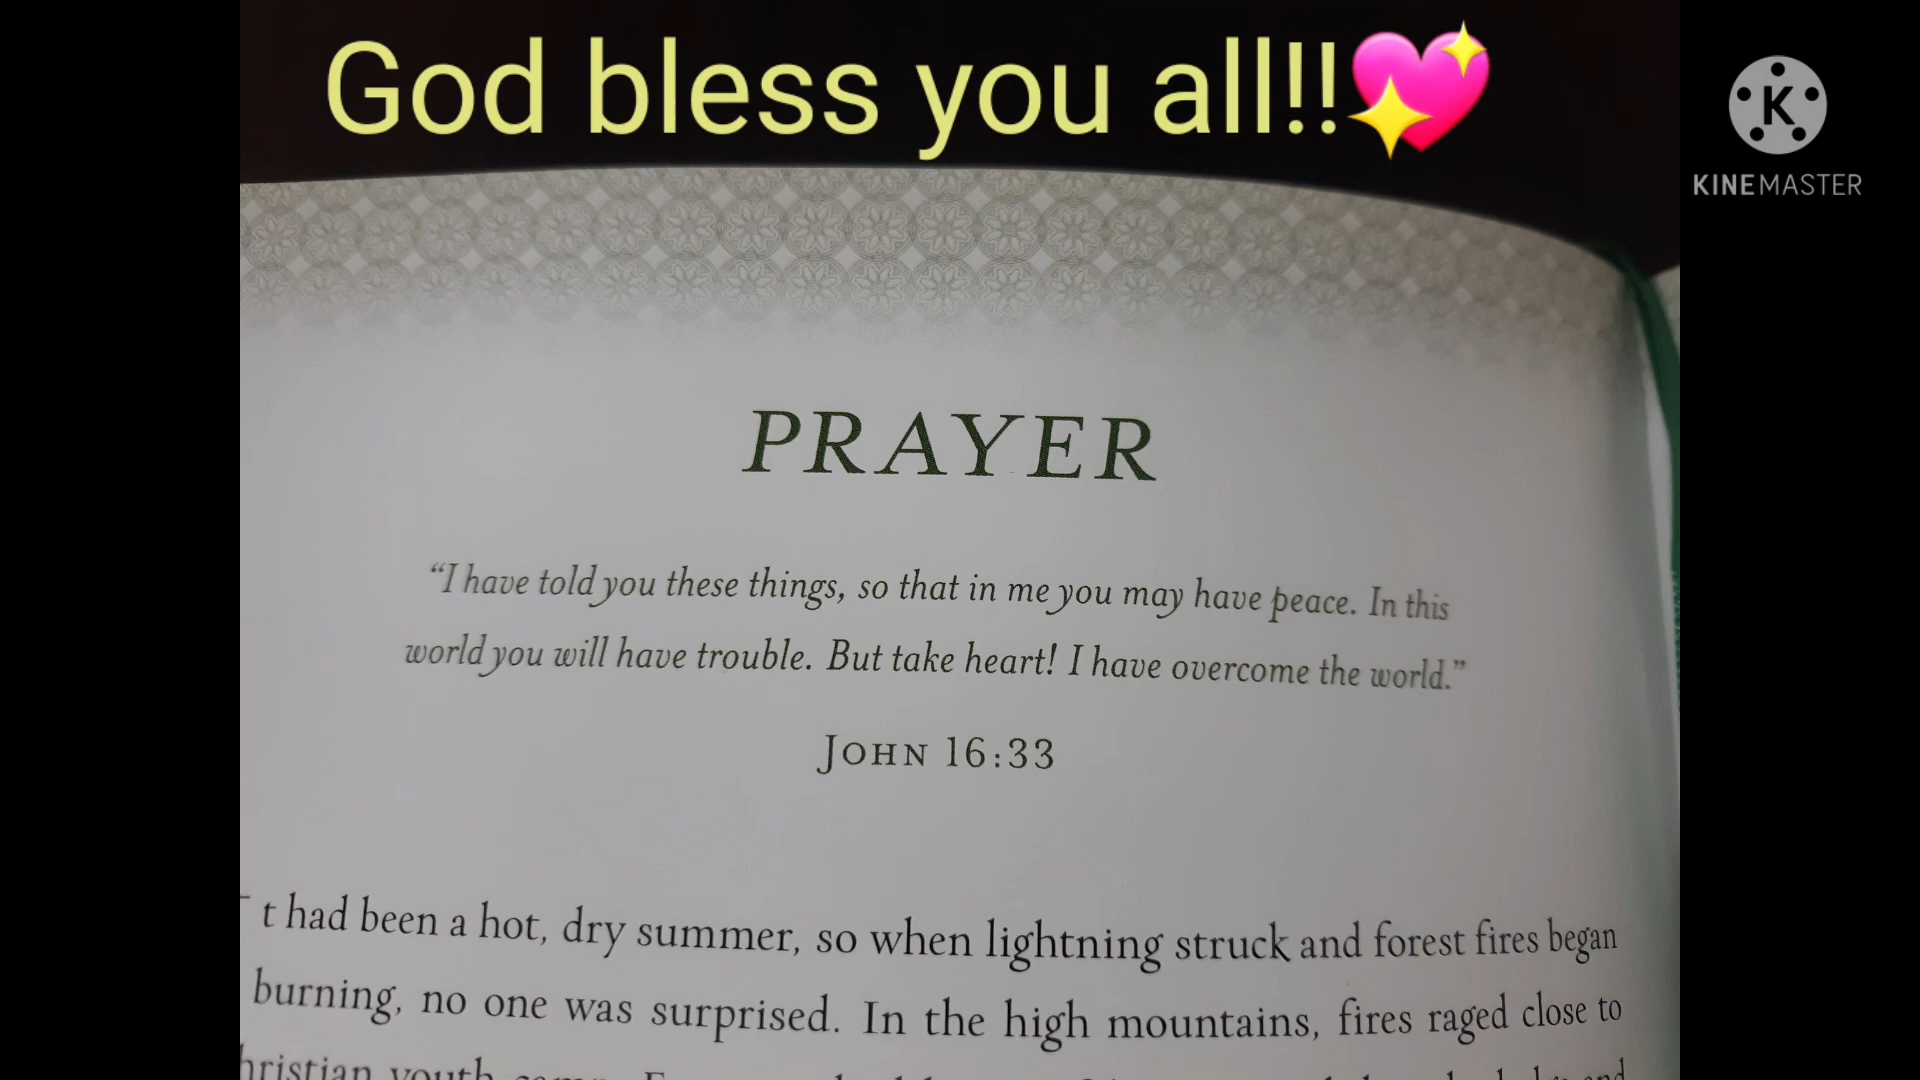 God bless you all!!💖
KINEMASTER
PRAYER
“I have told you these things, so that in me you may have peace. In this
world you will have trouble. But take heart! I have overcome the world.”
JOHN 16:33
t had been a hot, dry summer, so when lightning struck and forest fires began
burning, no one was surprised. In the high mountains, fires raged close to
hristian youth